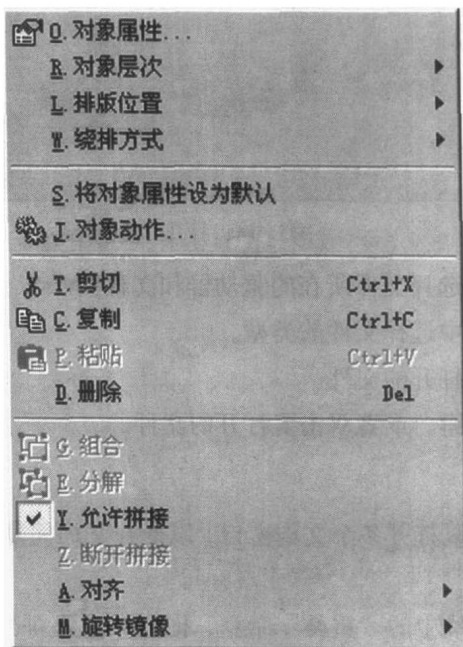 O.对象属性...
R.对象层次
L.排版位置
W.绕排方式
S.将对象属性设为默认
J.对象动作...
T.剪切 Ctrl+X
C.复制 Ctrl+C
P.粘贴 Ctrl+V
D.删除 Del
G.组合
E.分解
Y.允许拼接
Z.断开拼接
A.对齐
M.旋转镜像